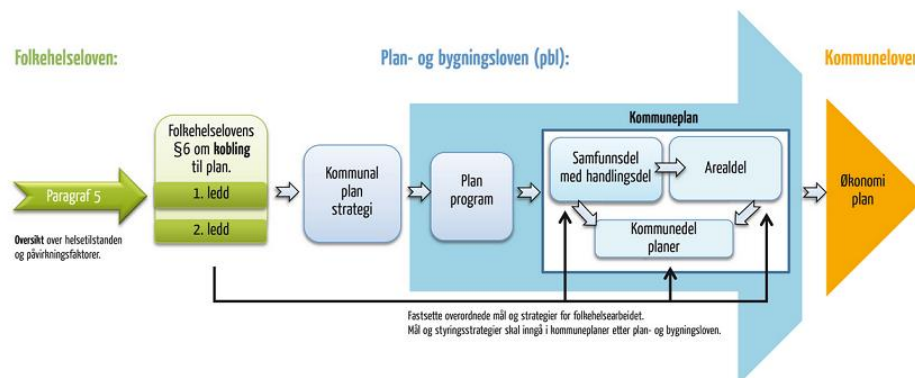 Folkehelseloven:
Plan- og bygningsloven (pbl):
Kommuneloven
Paragraf 5
Oversikt over helsetilstanden
og påvirkningsfaktorer.
Folkehelselovens
§6 om kobling
til plan.
1. ledd
2. ledd
Kommunal
plan
strategi
Plan
program
Kommuneplan
Samfunnsdel
med handlingsdel
Arealdel
Kommunedel
planer
Økonomi
plan
Fastsette overordnede mål og strategier for folkehelsearbeidet.
Mål og styringsstrategier skal inngå i kommuneplaner etter plan- og bygningsloven.